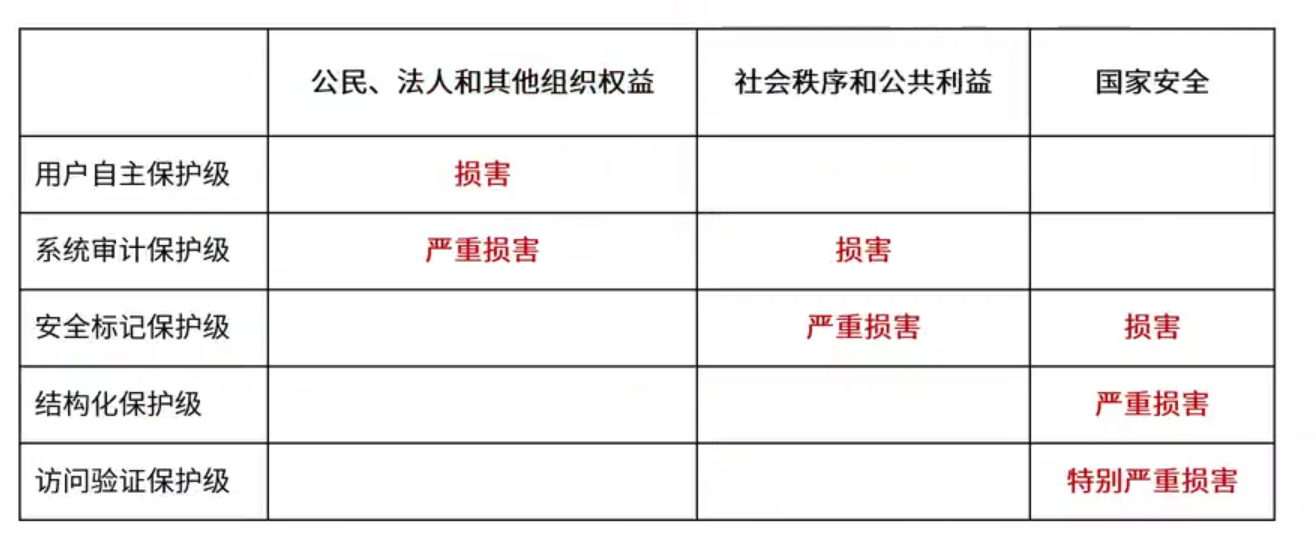 公民、法人和其他组织权益 社会秩序和公共利益 国家安全
用户自主保护级 损害
系统审计保护级 严重损害 损害
安全标记保护级 严重损害 损害
结构化保护级 严重损害
访问验证保护级 特别严重损害